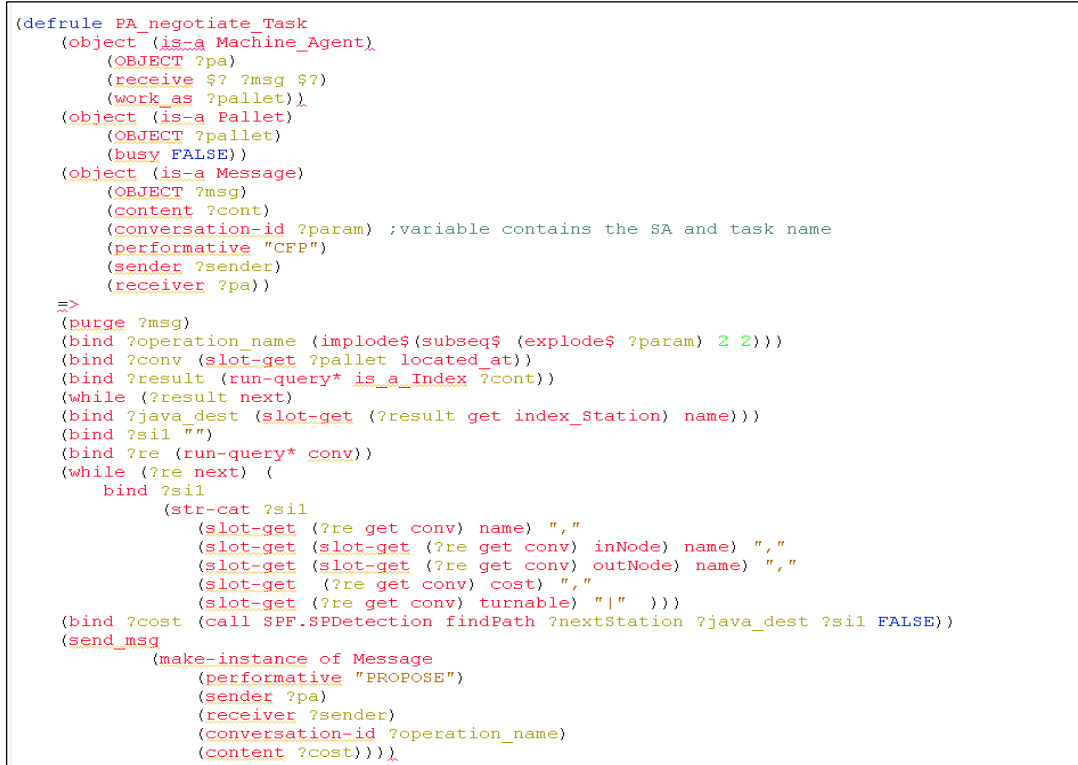 (defrule PA_negotiate_Task
(object (is-a Machine_Agent)
(OBJECT ?pa)
(receive $? ?msg $?)
(work_as ?pallet))
(object (is-a Pallet)
(OBJECT ?pallet)
(busy FALSE))
(object (is-a Message)
(OBJECT ?msg)
(content ?cont)
(conversation-id ?param) ;variable contains the SA and task name
(performative "CFP")
(sender ?sender)
(receiver ?pa))
=>
(purge ?msg)
(bind ?operation_name (implode$(subseq$ (explode$ ?param) 2 2)))
(bind ?conv (slot-get ?pallet located_at))
(bind ?result (run-query* is_a_Index ?cont))
(while (?result next)
(bind ?java_dest (slot-get (?result get index_Station) name)))
(bind ?si1 "")
(bind ?re (run-query* conv))
(while (?re next) (
bind ?si1
(str-cat ?si1
(slot-get (?re get conv) name) ","
(slot-get (slot-get (?re get conv) inNode) name) ","
(slot-get (slot-get (?re get conv) outNode) name) ","
(slot-get (?re get conv) cost) ","
(slot-get (?re get conv) turnable) "|" )))
(bind ?cost (call SPF.SPDetection findPath ?nextStation ?java_dest ?si1 FALSE))
(send_msg
(make-instance of Message
(performative "PROPOSE")
(sender ?pa)
(receiver ?sender)
(conversation-id ?operation_name)
(content ?cost))))